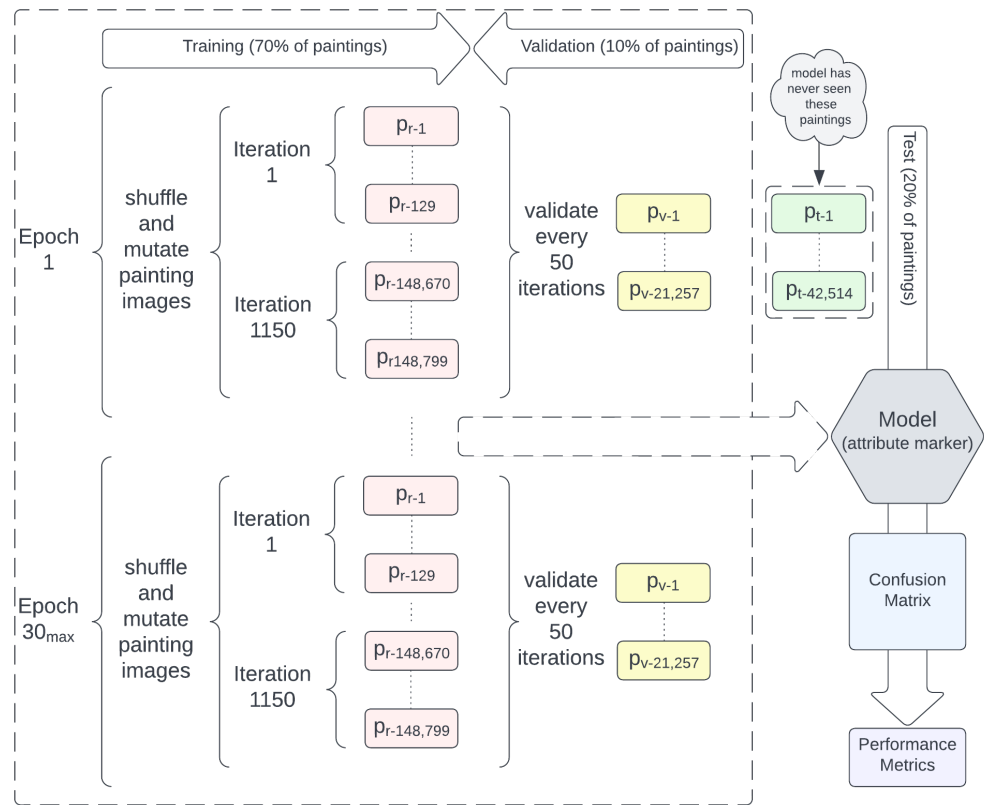 Training (70% of paintings)
Validation (10% of paintings)
model has
never seen
these
paintings
Test (20% of paintings)
Epoch
1
shuffle
and
mutate
painting
images
Iteration
1
pr-1
pr-129
Iteration
1150
pr-148,670
pr148,799
validate
every
50
iterations
pv-1
pv-21,257
pt-1
pt-42,514
Model
(attribute marker)
Epoch
30max
shuffle
and
mutate
painting
images
Iteration
1
pr-1
pr-129
Iteration
1150
pr-148,670
pr-148,799
validate
every
50
iterations
pv-1
pv-21,257
Confusion
Matrix
Performance
Metrics